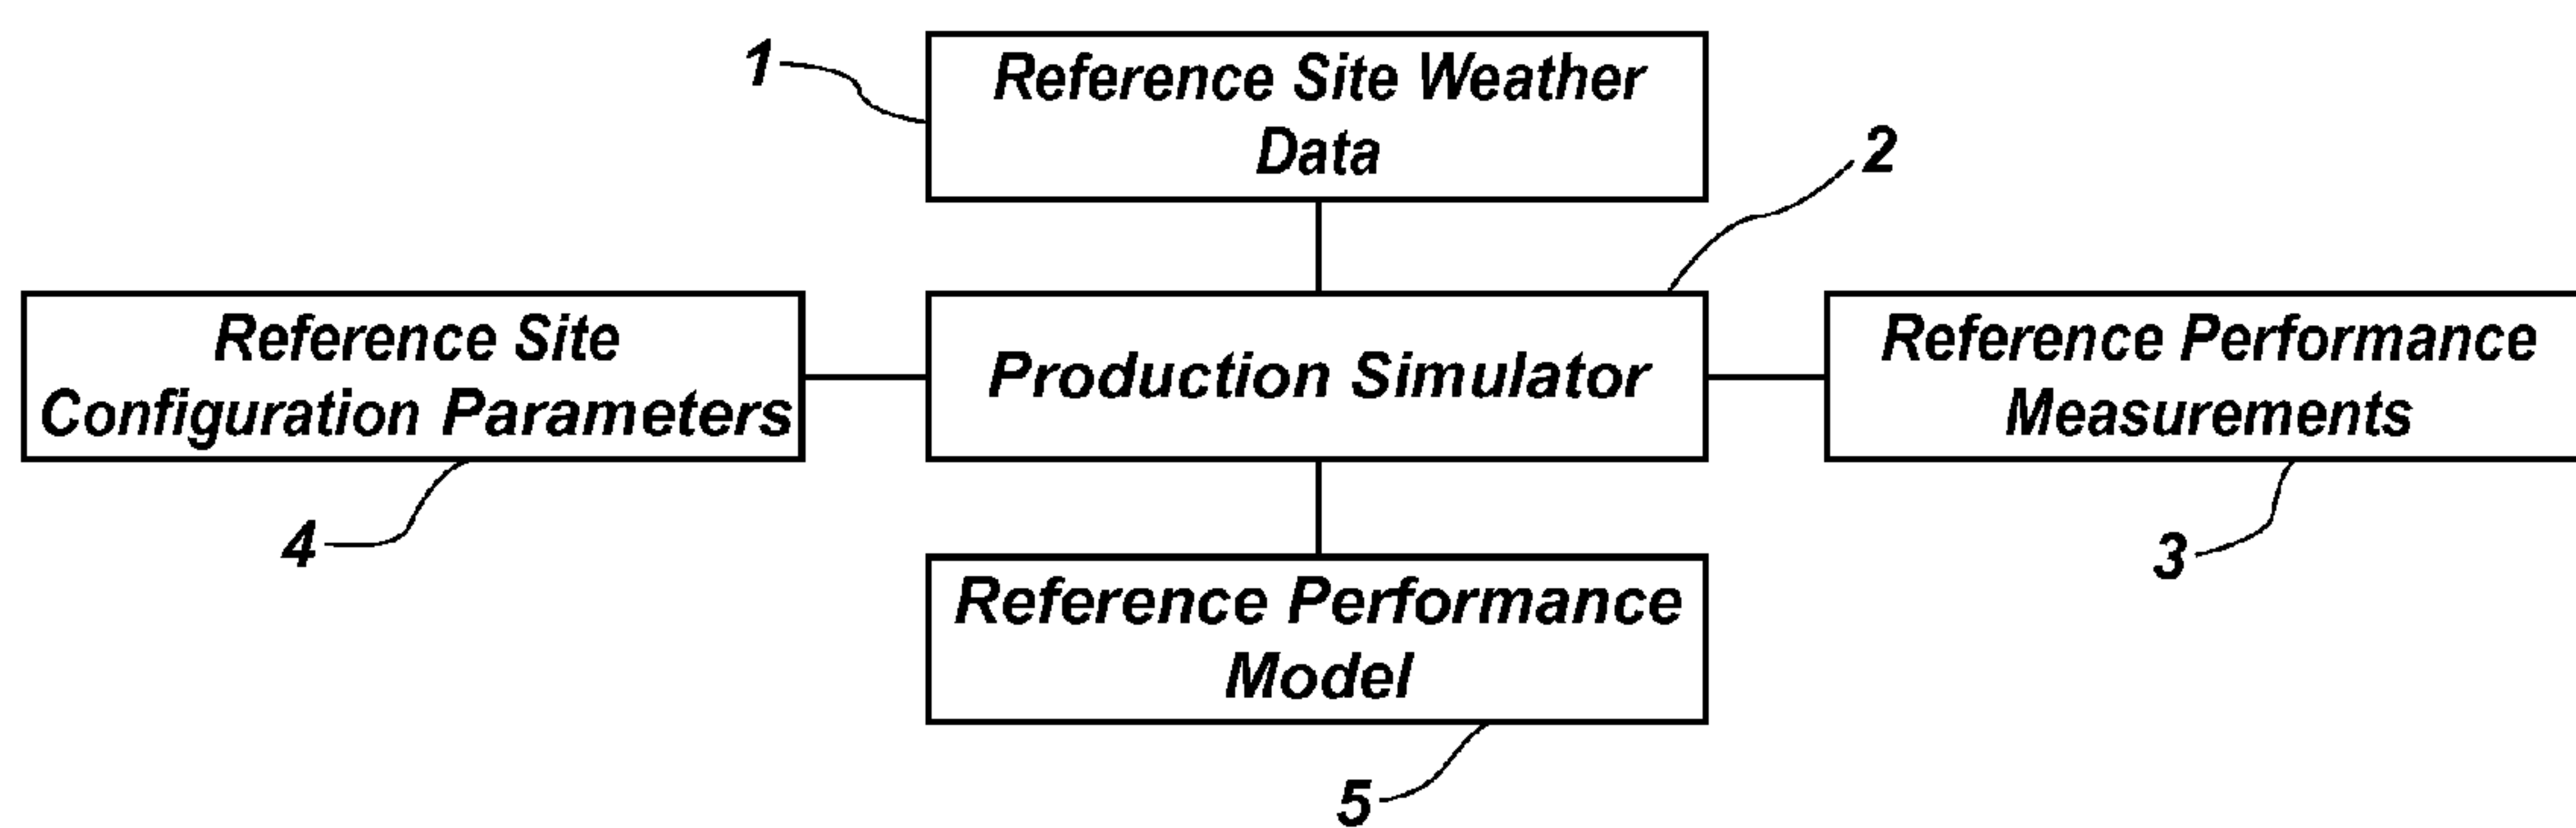 1
Reference Site Weather
Data
2
Reference Site
Configuration Parameters
Production Simulator
Reference Performance
Measurements
4
3
Reference Performance
Model
5